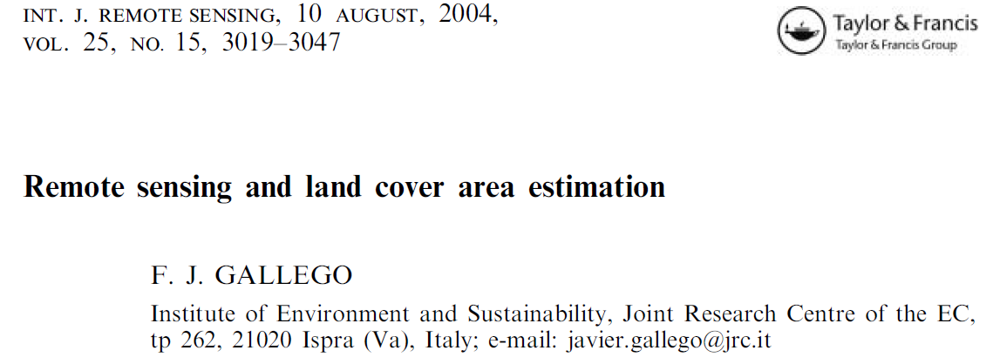 INT. J. REMOTE SENSING, 10 AUGUST, 2004,
VOL. 25, NO. 15, 3019–3047
Taylor & Francis
Taylor & Francis Group
Remote sensing and land cover area estimation
F. J. GALLEGO
Institute of Environment and Sustainability, Joint Research Centre of the EC,
tp 262, 21020 Ispra (Va), Italy; e-mail: javier.gallego@jrc.it